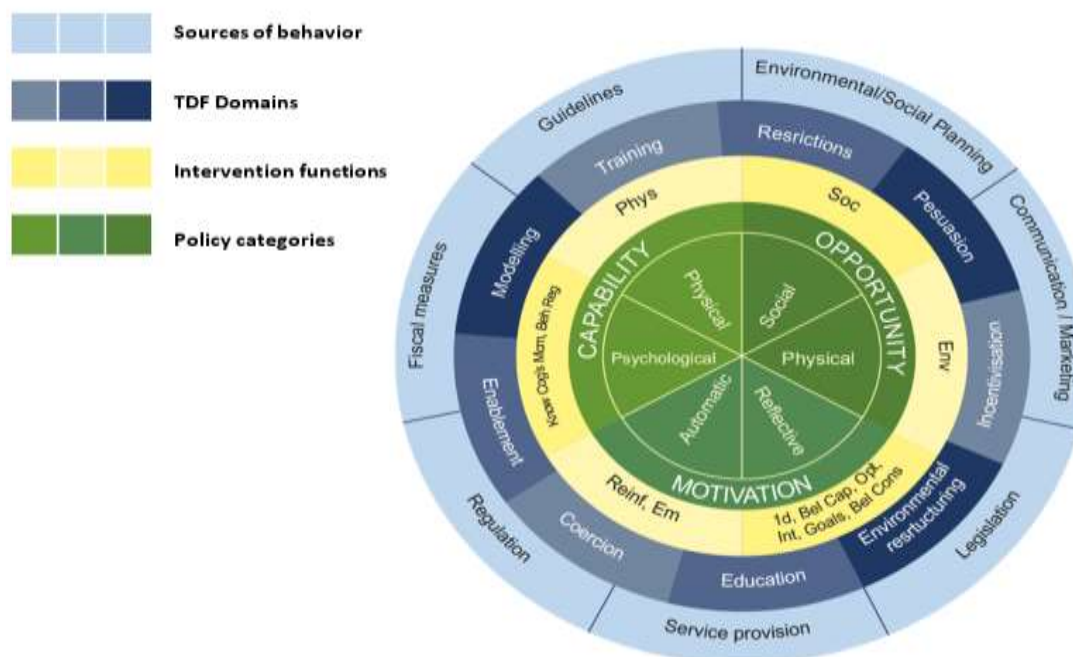 Sources of behavior
TDF Domains
Intervention functions
Policy categories
Guidelines
Environmental/Social Planning
Communication / Marketing
Legislation
Service provision
Regulation
Fiscal measures
Training
Resrictions
Pesuasion
Incentivisation
Environmental
resrtucturing
Education
Coercion
Enablement
Modelling
Phys
Soc
Env
1d, Bel Cap, Opt,
Int, Goals, Bel Cons
Reinf, Em
Know Cog's Mom, Beh Reg
CAPABILITY
OPPORTUNITY
MOTIVATION
Physical
Social
Physical
Reflective
Automatic
Psychological